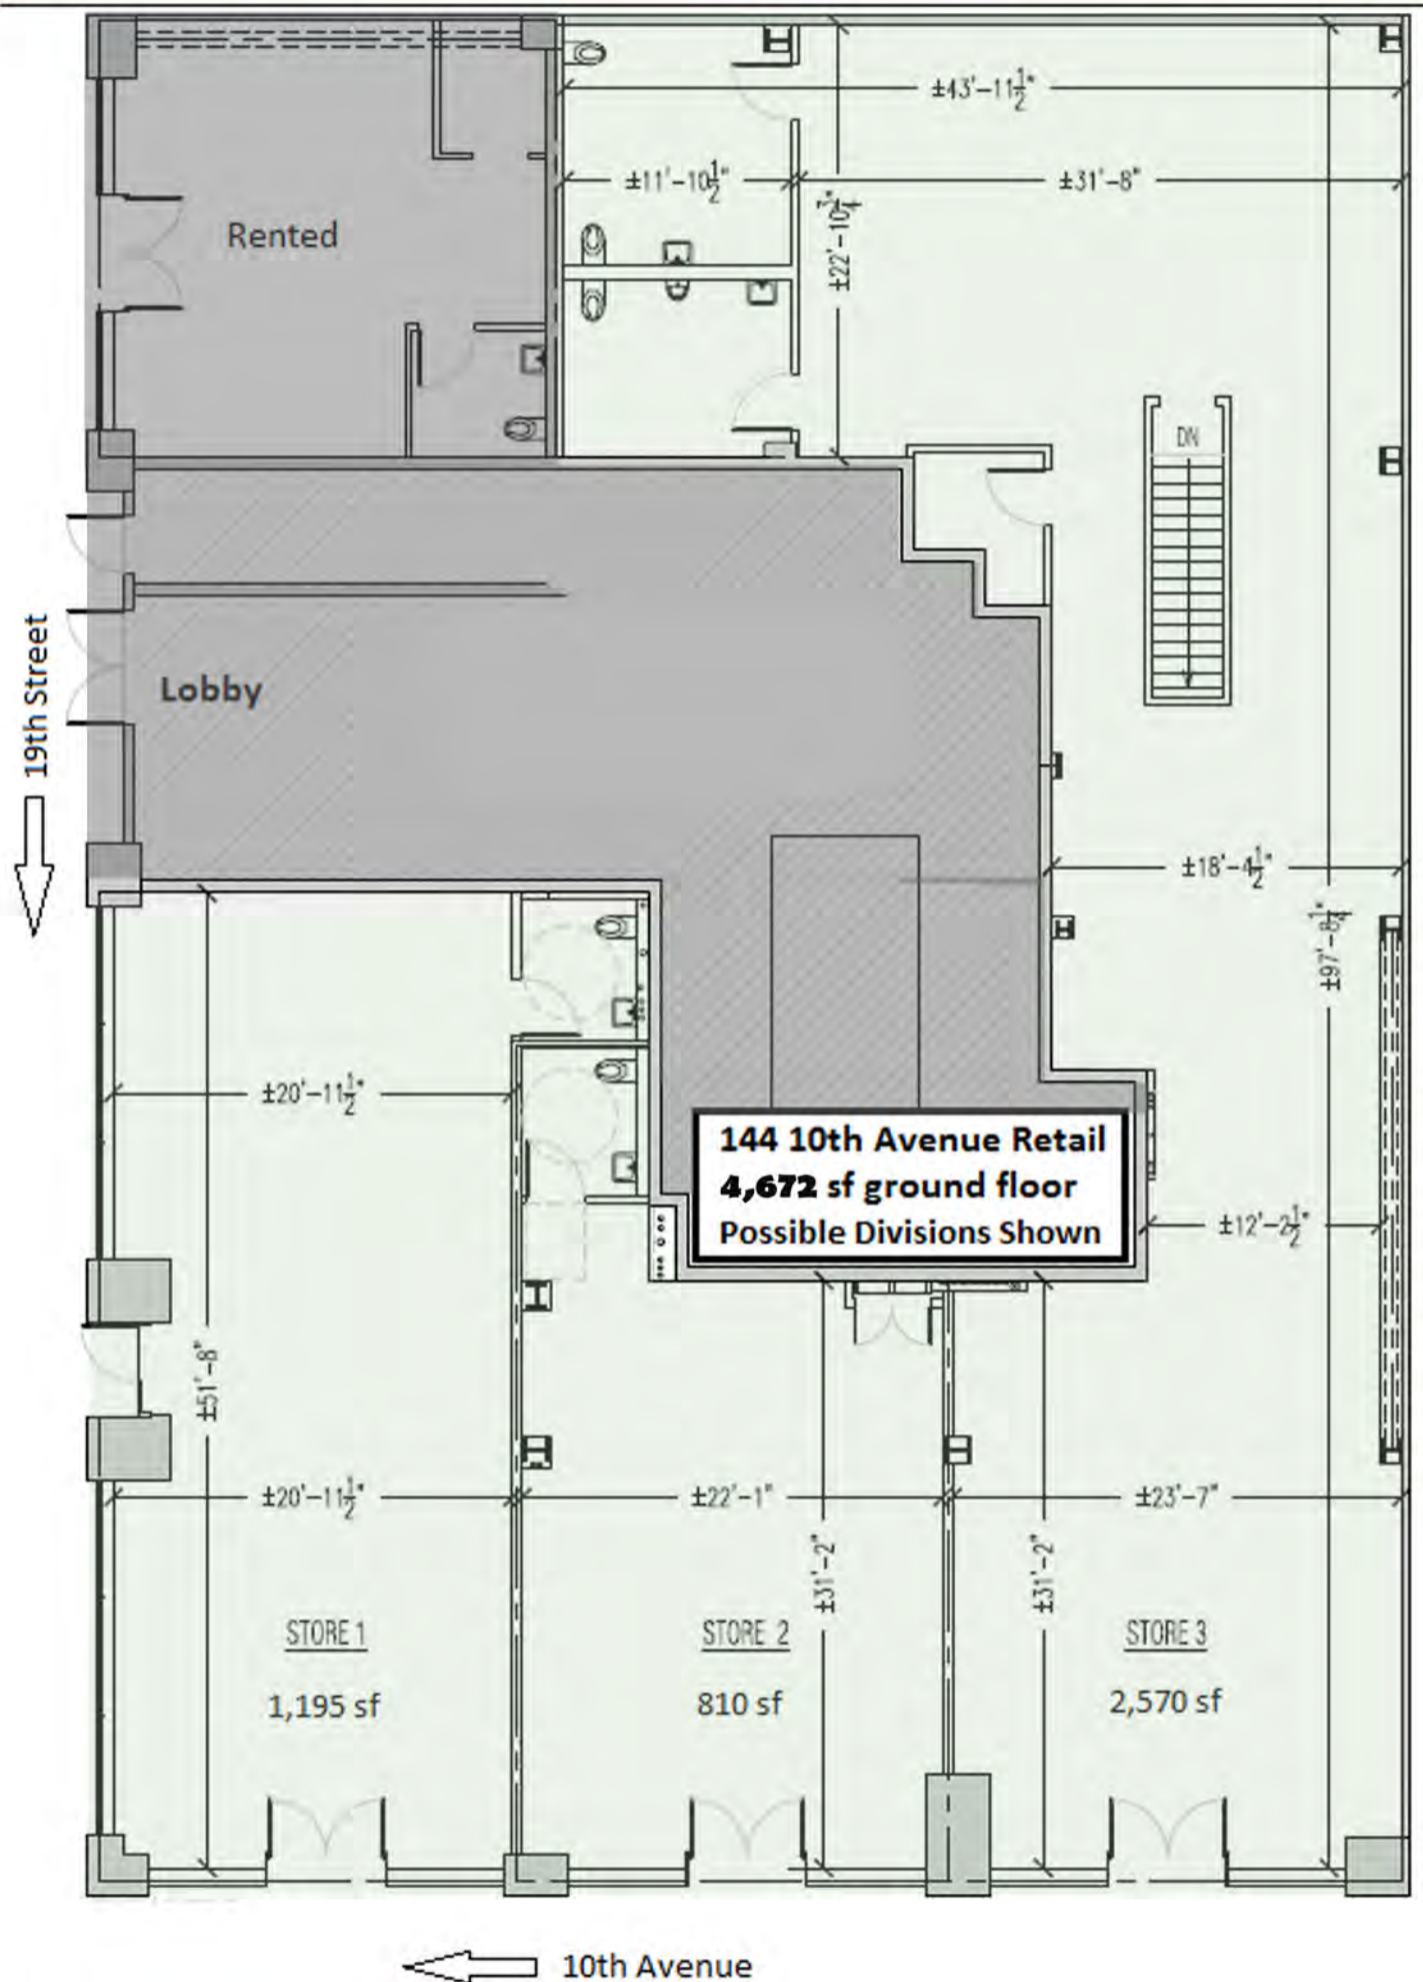 ±43'-11½"
±11'-10½"
±31'-8"
±22'-10¾"
Rented
DN
19th Street
Lobby
±18'-4½"
±97'-8¼"
±20'-11½"
144 10th Avenue Retail
4,672 sf ground floor
Possible Divisions Shown
±12'-2½"
±51'-8"
±20'-11½"
±22'-1"
±23'-7"
±31'-2"
±31'-2"
STORE 1
STORE 2
STORE 3
1,195 sf
810 sf
2,570 sf
10th Avenue